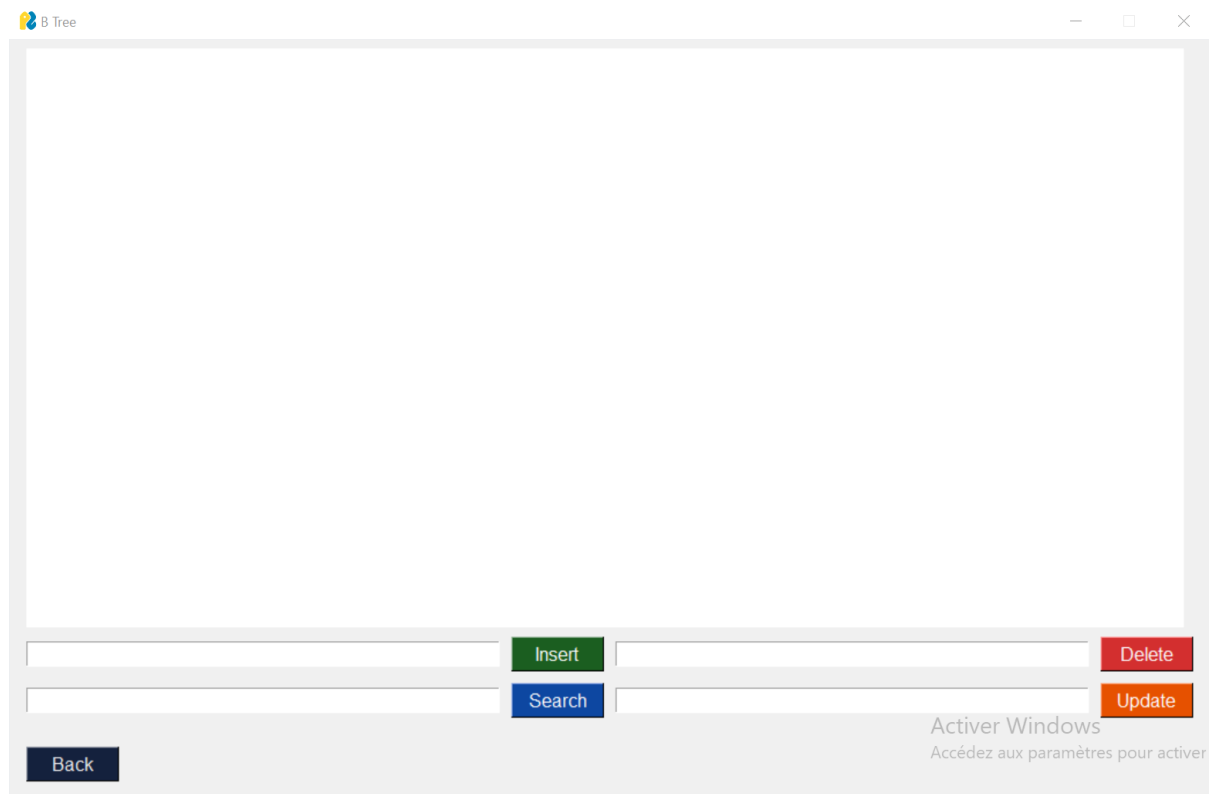 B Tree
Insert
Delete
Search
Update
Activer Windows
Accédez aux paramètres pour activer
Back